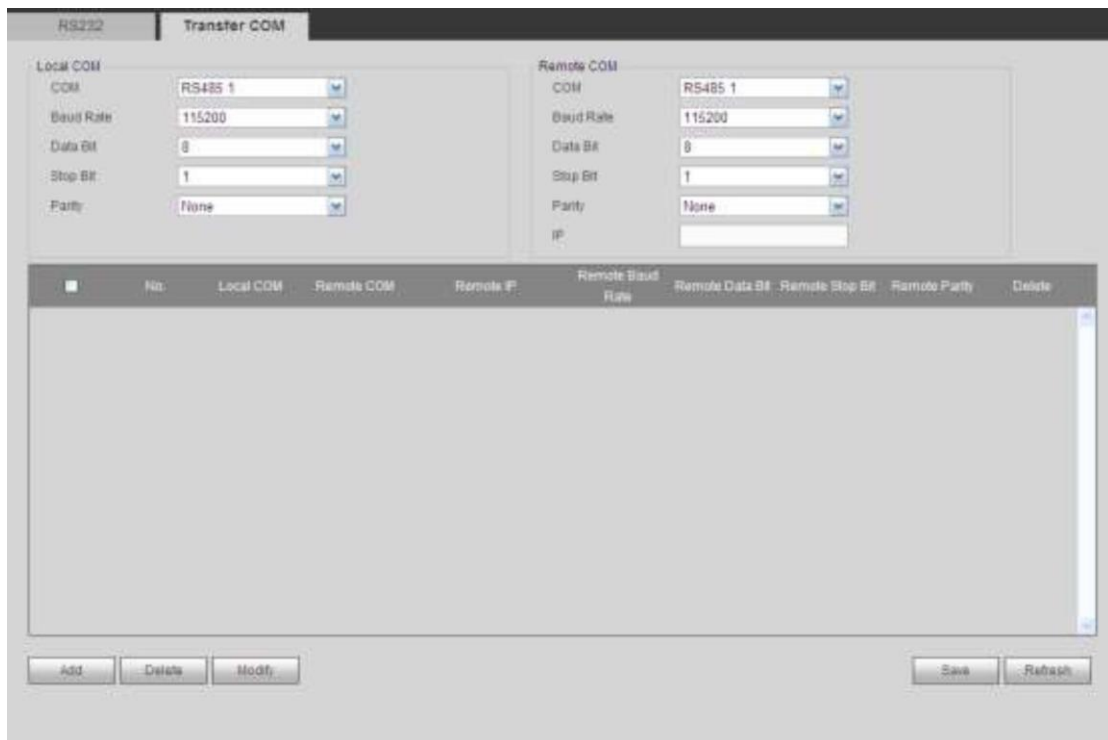 RS232 Transfer COM
Local COM Remote COM
COM RS485 1 COM RS485 1
Baud Rate 115200 Baud Rate 115200
Data Bit 8 Data Bit 8
Stop Bit 1 Stop Bit 1
Parity None Parity None
IP
No. Local COM Remote COM Remote IP Remote Baud Rate Remote Data Bit Remote Stop Bit Remote Parity Delete
Add Delete Modify Save Refresh